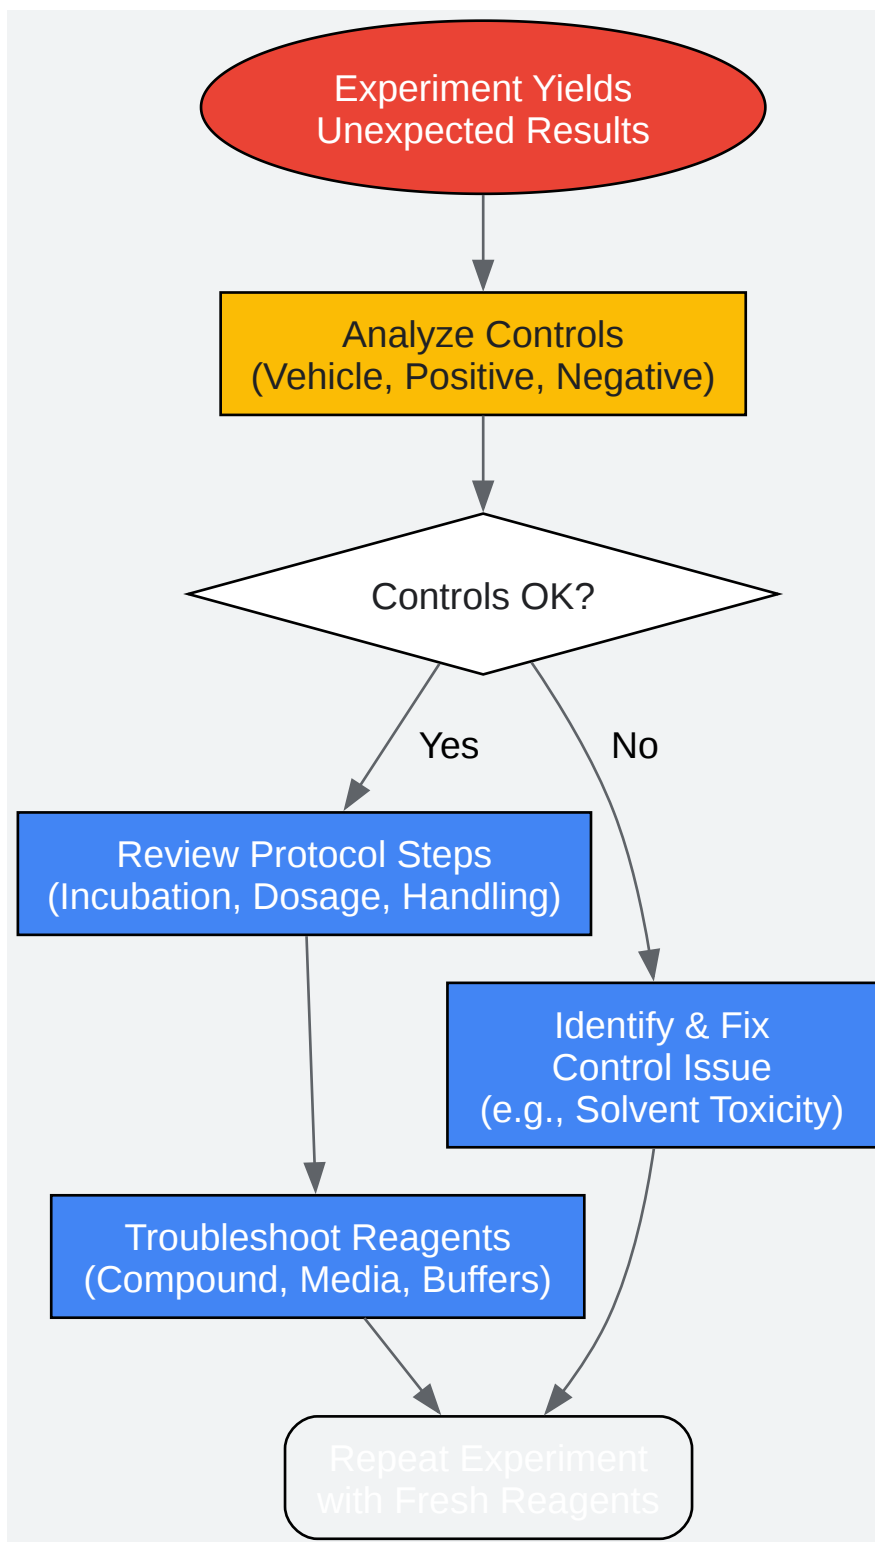 Experiment Yields
Unexpected Results
Analyze Controls
(Vehicle, Positive, Negative)
Controls OK?
Yes
No
Review Protocol Steps
(Incubation, Dosage, Handling)
Identify & Fix
Control Issue
(e.g., Solvent Toxicity)
Troubleshoot Reagents
(Compound, Media, Buffers)
Repeat Experiment
with Fresh Reagents